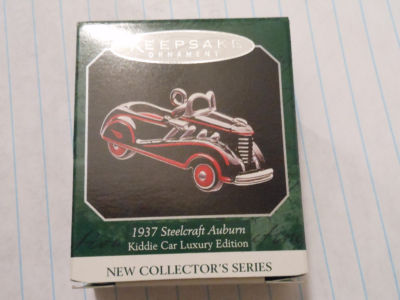 KEEPSAKE
ORNAMENT
1937 Steelcraft Auburn
Kiddie Car Luxury Edition
NEW COLLECTOR'S SERIES